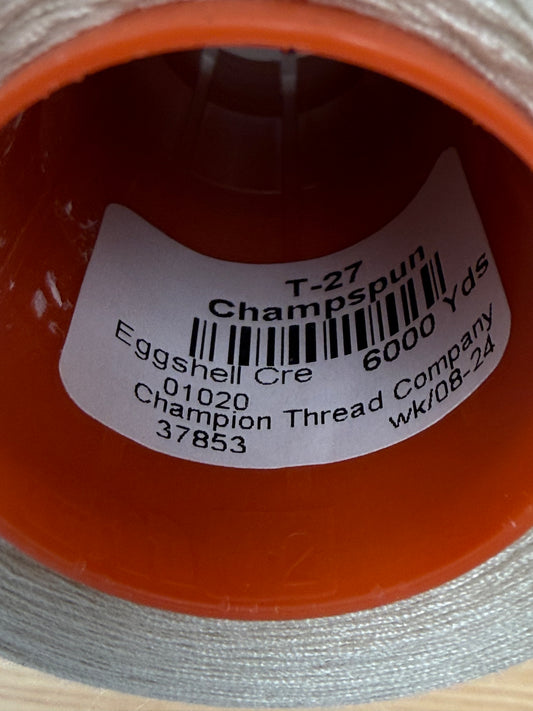 T-27
Champspun
Eggshell Cre 6000 Yds
01020
Champion Thread Company
37853 wk/08-24